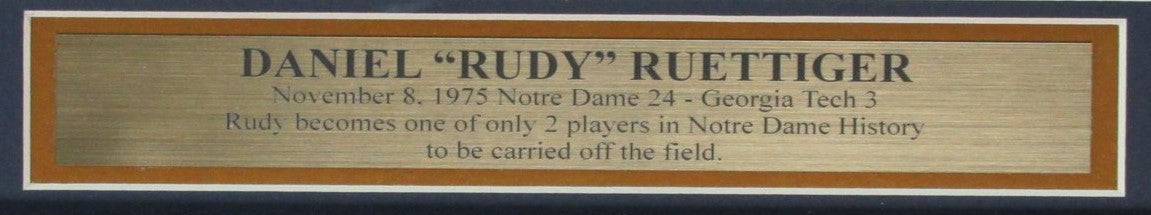 DANIEL “RUDY” RUETTIGER
November 8, 1975 Notre Dame 24 - Georgia Tech 3
Rudy becomes one of only 2 players in Notre Dame History
to be carried off the field.